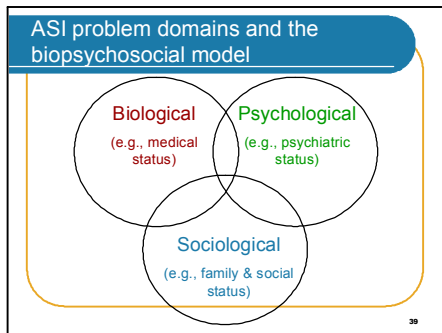 ASI problem domains and the
biopsychosocial model
Biological
(e.g., medical
status)
Psychological
(e.g., psychiatric
status)
Sociological
(e.g., family & social
status)
39